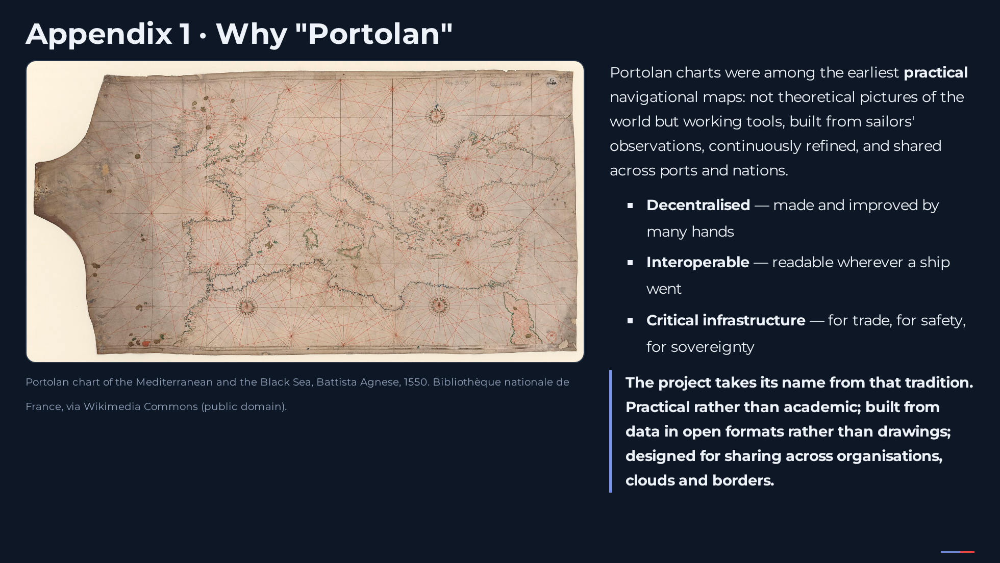 Appendix 1 · Why "Portolan"
Portolan charts were among the earliest practical
navigational maps: not theoretical pictures of the
world but working tools, built from sailors'
observations, continuously refined, and shared
across ports and nations.
▪ Decentralised — made and improved by
many hands
▪ Interoperable — readable wherever a ship
went
▪ Critical infrastructure — for trade, for safety,
for sovereignty
The project takes its name from that tradition.
Practical rather than academic; built from
data in open formats rather than drawings;
designed for sharing across organisations,
clouds and borders.
Portolan chart of the Mediterranean and the Black Sea, Battista Agnese, 1550. Bibliothèque nationale de
France, via Wikimedia Commons (public domain).